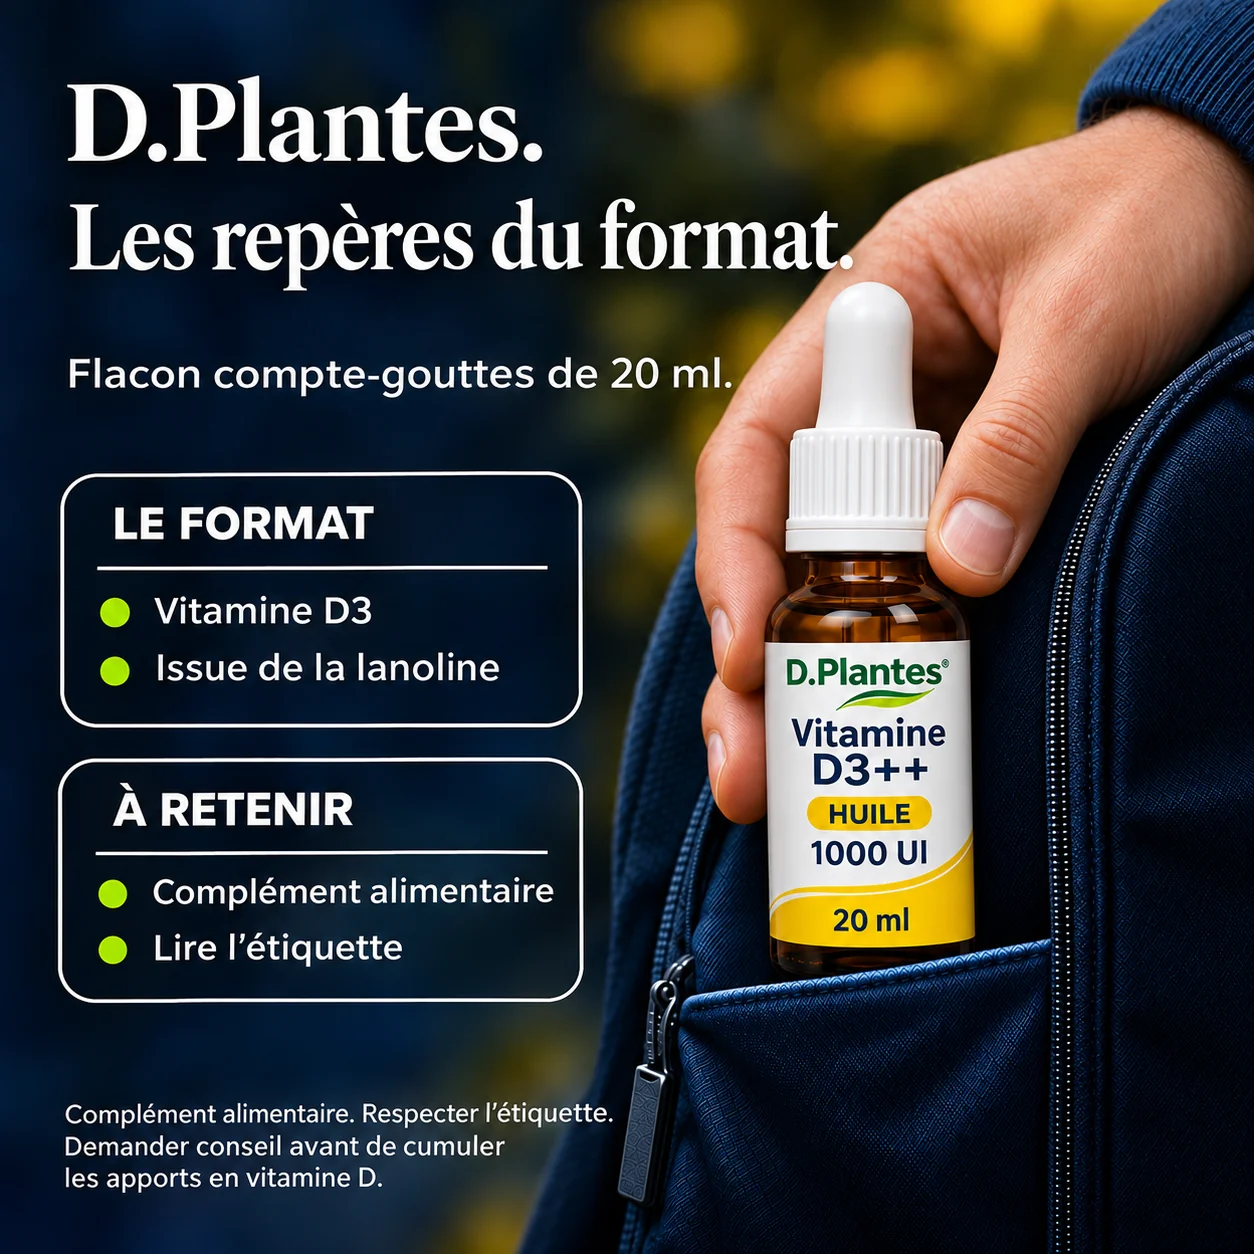 D.Plantes.
Les repères du format.
Flacon compte-gouttes de 20 ml.
LE FORMAT
Vitamine D3
Issue de la lanoline
À RETENIR
Complément alimentaire
Lire l’étiquette
Complément alimentaire. Respecter l’étiquette.
Demander conseil avant de cumuler
les apports en vitamine D.
D.Plantes®
Vitamine
D3++
HUILE
1000 UI
20 ml